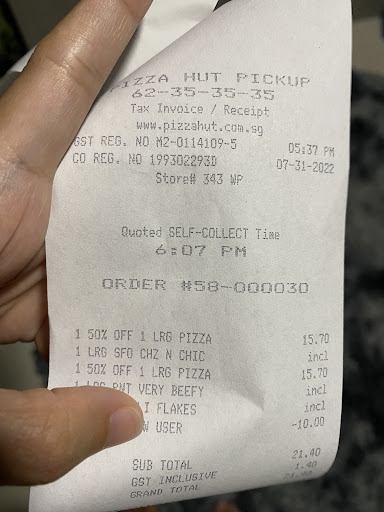 PIZZA HUT PICKUP
62-35-35-35
Tax Invoice / Receipt
www.pizzahut.com.sg
GST REG. NO M2-0114109-5 05:37 PM
CO REG. NO 199302293D 07-31-2022
Store# 343 WP
Quoted SELF-COLLECT Time
6:07 PM
ORDER #58-000030
1 50% OFF 1 LRG PIZZA 15.70
1 LRG SFO CHZ N CHIC incl
1 50% OFF 1 LRG PIZZA 15.70
1 LRG VERY BEEFY incl
I FLAKES incl
USER -10.00
SUB TOTAL 21.40
GST INCLUSIVE 1.40
GRAND TOTAL